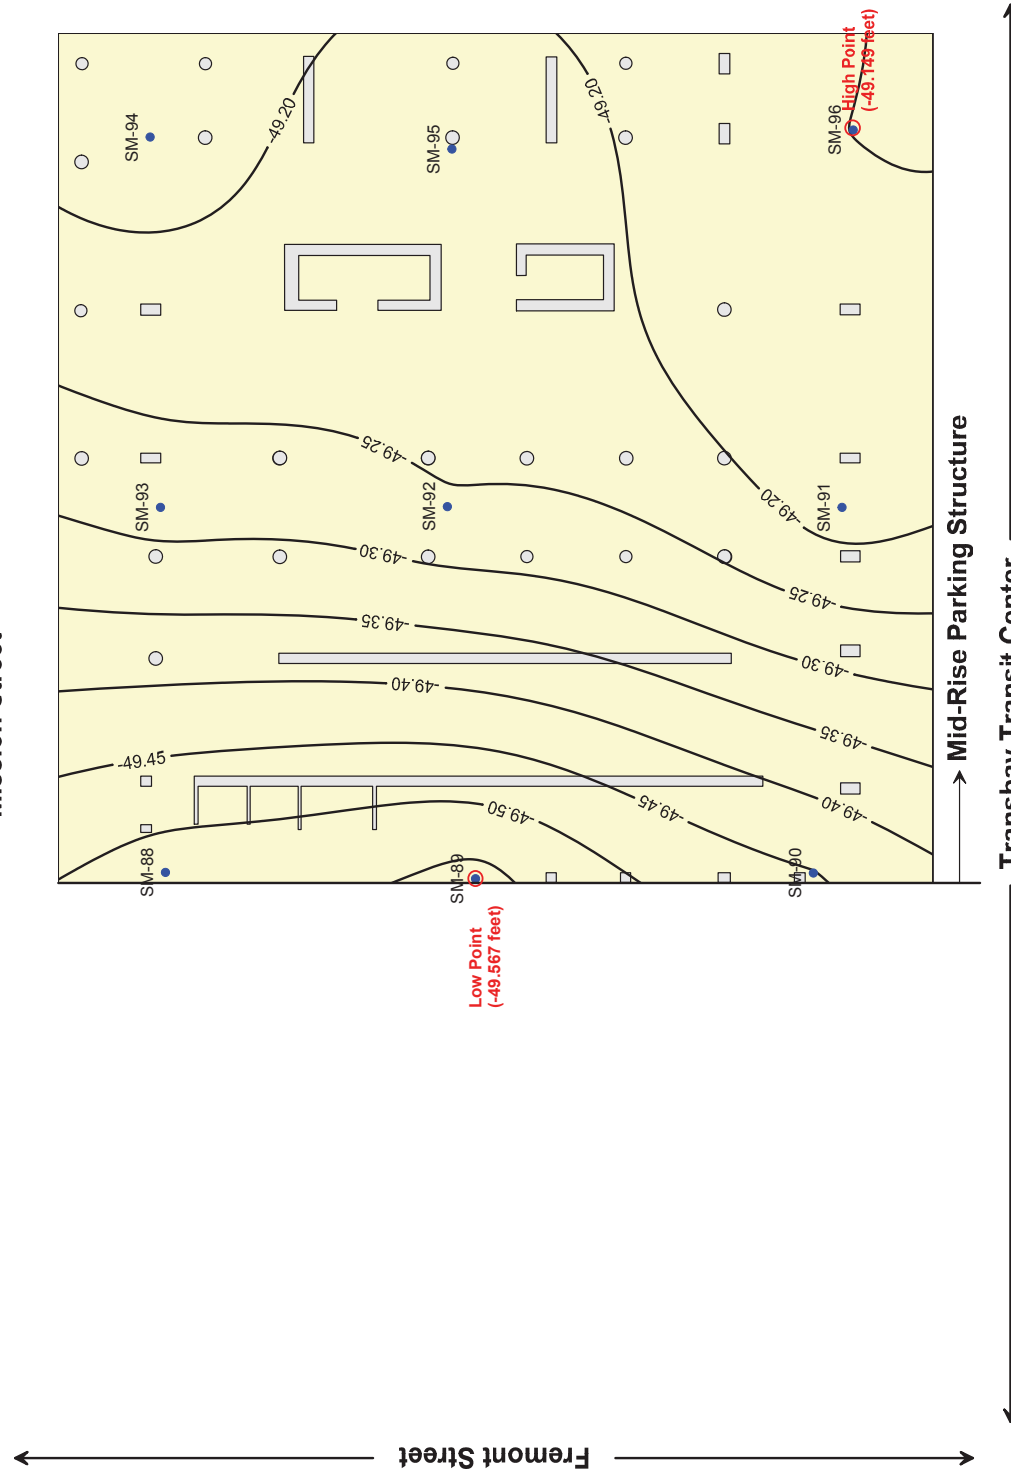 SM-94
-49.20
SM-95
-49.20
SM-96
High Point
(-49.149 feet)
-49.25
SM-93
SM-92
-49.20
SM-91
-49.30
-49.25
-49.35
-49.30
-49.40
-49.35
-49.45
-49.50
-49.45
-49.40
SM-88
SM-89
SM-90
Low Point
(-49.567 feet)
Mid-Rise Parking Structure
Transbay Transit Center
Fremont Street